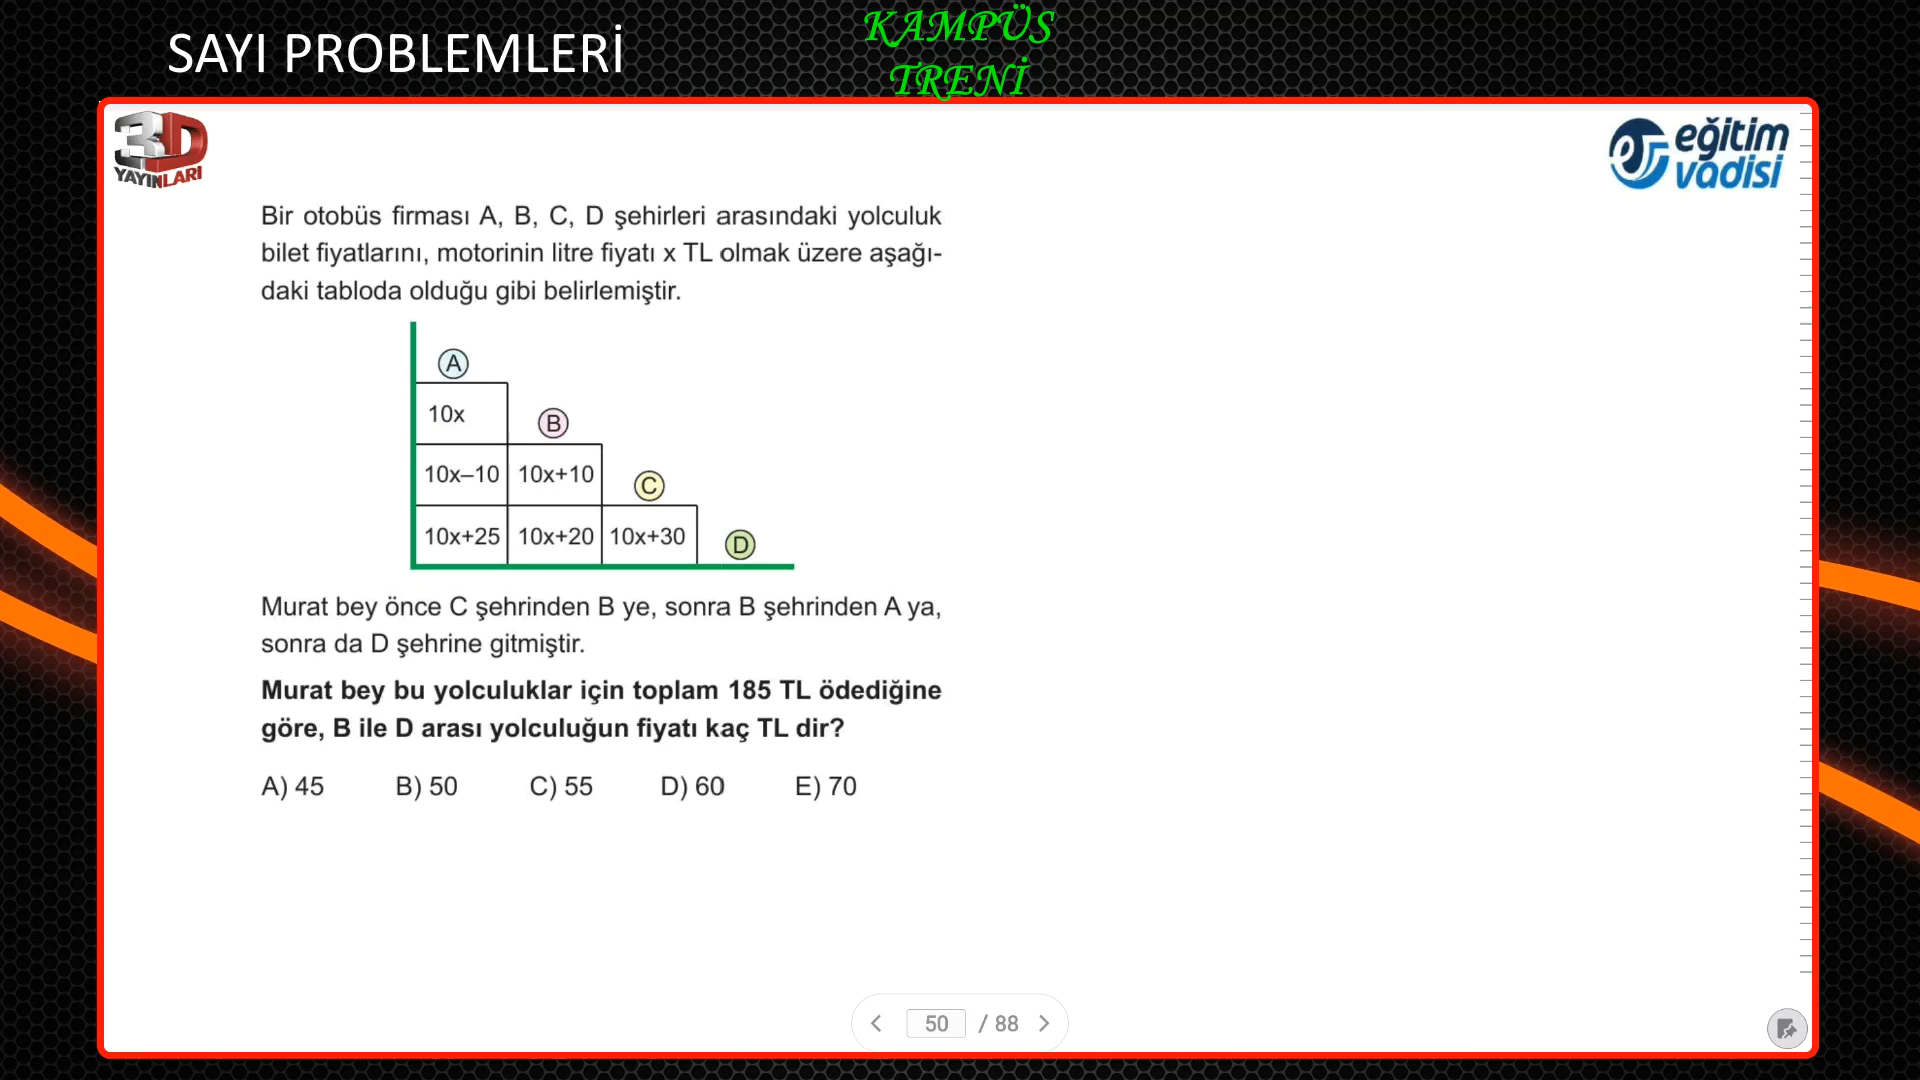 SAYI PROBLEMLERİ
KAMPÜS
TRENİ
3D
YAYINLARI
eğitim
vadisi
Bir otobüs firması A, B, C, D şehirleri arasındaki yolculuk
bilet fiyatlarını, motorinin litre fiyatı x TL olmak üzere aşağı-
daki tabloda olduğu gibi belirlemiştir.
A
10x
B
10x–10 10x+10
C
10x+25 10x+20 10x+30
D
Murat bey önce C şehrinden B ye, sonra B şehrinden A ya,
sonra da D şehrine gitmiştir.
Murat bey bu yolculuklar için toplam 185 TL ödediğine
göre, B ile D arası yolculuğun fiyatı kaç TL dir?
A) 45 B) 50 C) 55 D) 60 E) 70
50 / 88